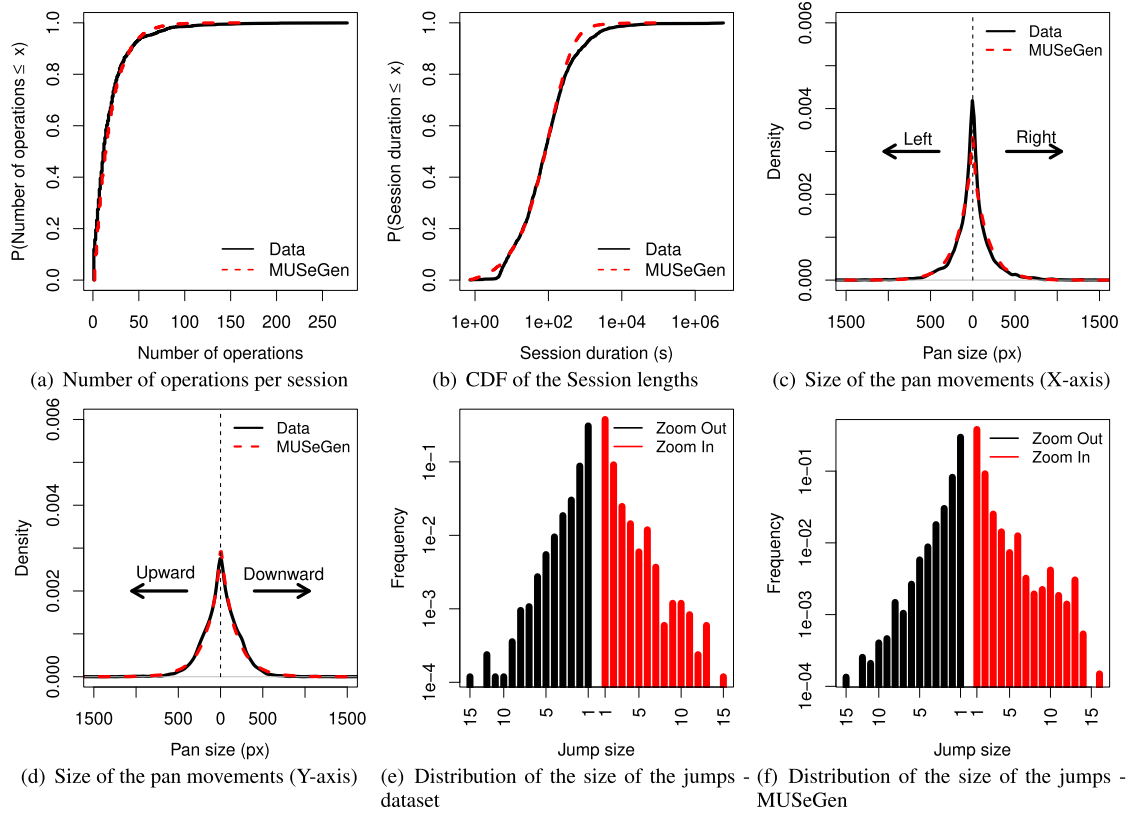 P(Number of operations ≤ x)
1.0
0.8
0.6
0.4
0.2
0.0
Data
MUSeGen
0 50 100 150 200 250
Number of operations
(a) Number of operations per session
P(Session duration ≤ x)
1.0
0.8
0.6
0.4
0.2
0.0
Data
MUSeGen
1e+00 1e+02 1e+04 1e+06
Session duration (s)
(b) CDF of the Session lengths
Density
0.006
0.004
0.002
0.000
Data
MUSeGen
Left Right
1500 500 0 500 1500
Pan size (px)
(c) Size of the pan movements (X-axis)
Density
0.006
0.004
0.002
0.000
Data
MUSeGen
Upward Downward
1500 500 0 500 1500
Pan size (px)
(d) Size of the pan movements (Y-axis)
Frequency
1e-1
1e-2
1e-3
1e-4
Zoom Out
Zoom In
15 10 5 1 1 5 10 15
Jump size
(e) Distribution of the size of the jumps -
dataset
Frequency
1e-01
1e-02
1e-03
1e-04
Zoom Out
Zoom In
15 10 5 1 1 5 10 15
Jump size
(f) Distribution of the size of the jumps -
MUSeGen